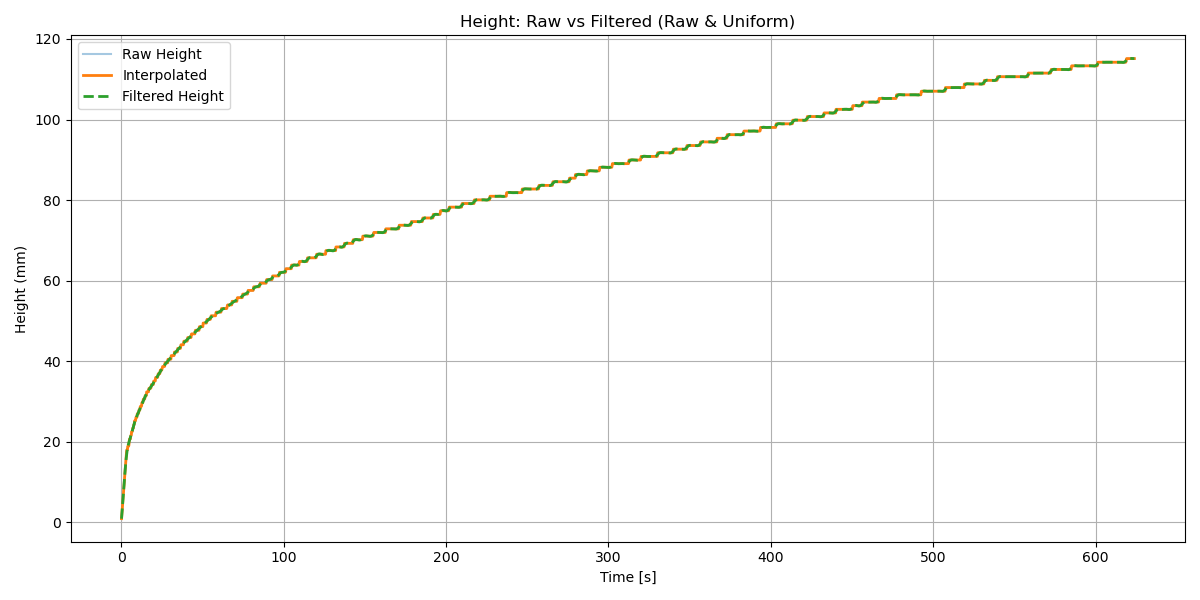 Height: Raw vs Filtered (Raw & Uniform)
Raw Height
Interpolated
Filtered Height
Height (mm)
120
100
80
60
40
20
0
0 100 200 300 400 500 600
Time [s]